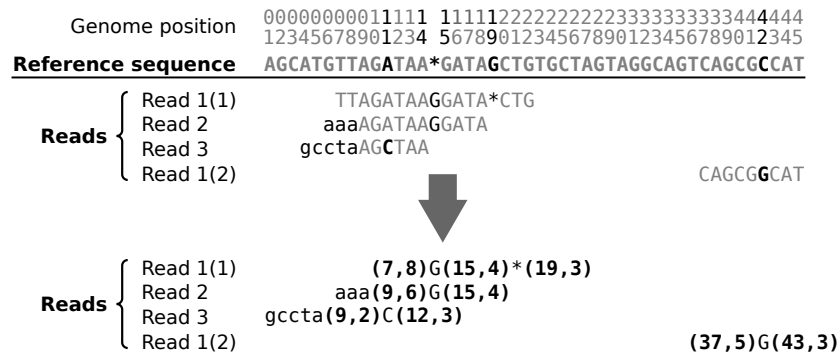 Genome position
00000000011111 1111122222222223333333333444444
12345678901234 5678901234567890123456789012345
Reference sequence AGCATGTTAGATAA*GATAGCTGTGCTAGTAGGCAGTCAGCGCCAT
Reads
Read 1(1) TTAGATAAGGATA*CTG
Read 2 aaaAGATAAGGATA
Read 3 gcctaAGCTAA
Read 1(2) CAGCGGCAT
Reads
Read 1(1) (7,8)G(15,4)*(19,3)
Read 2 aaa(9,6)G(15,4)
Read 3 gccta(9,2)C(12,3)
Read 1(2) (37,5)G(43,3)